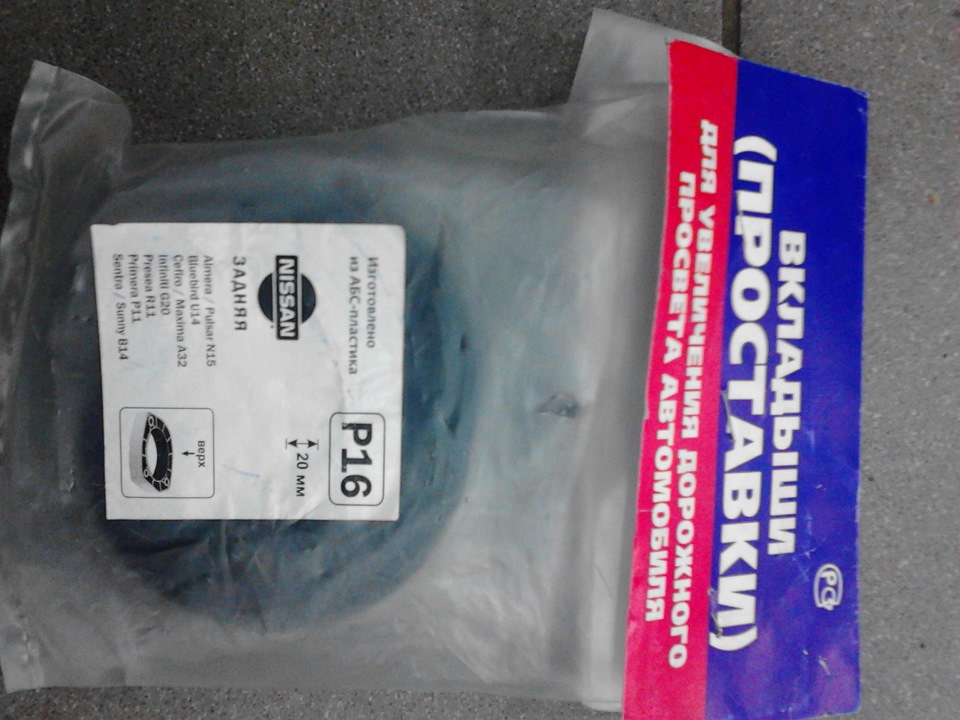 ВКЛАДЫШИ
(ПРОСТАВКИ)
ДЛЯ УВЕЛИЧЕНИЯ ДОРОЖНОГО
ПРОСВЕТА АВТОМОБИЛЯ
РС
Изготовлено
из АБС-пластика
P16
20 мм
NISSAN
ЗАДНЯЯ
Almera / Pulsar N15
Bluebird U14
Cefiro / Maxima A32
Infiniti G20
Presea R11
Primera P11
Sentra / Sunny B14
верх